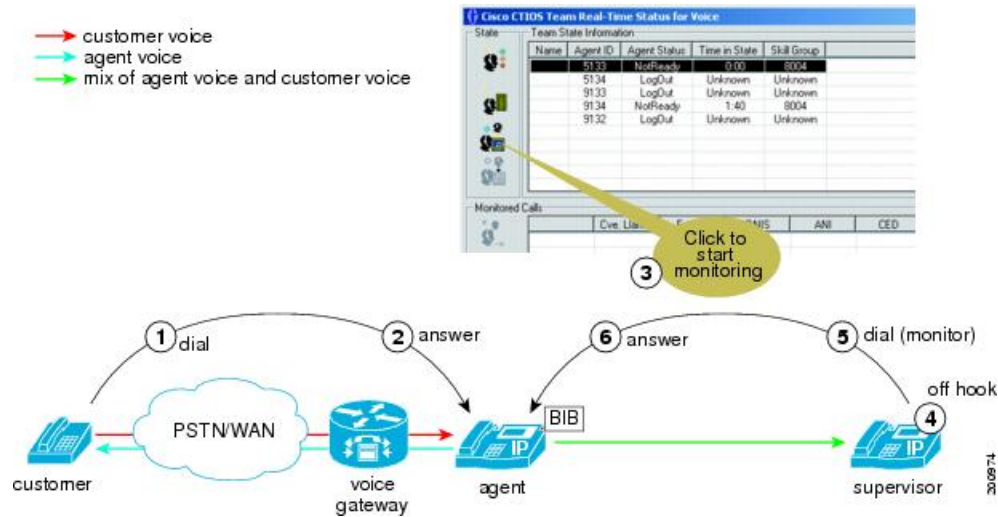 customer voice
agent voice
mix of agent voice and customer voice
Cisco CTIOS Team Real-Time Status for Voice
State
Team State Information
Name Agent ID Agent Status Time in State Skill Group
5133 NotReady 0:00 8004
5134 LogOut Unknown Unknown
9133 LogOut Unknown Unknown
9134 NotReady 1:40 8004
9132 LogOut Unknown Unknown
Monitored Calls
Cve. ANI CED
Click to
start
monitoring
3
1 dial
2 answer
6 answer
5 dial (monitor)
off hook
4
PSTN/WAN
BIB
IP
IP
customer
voice
gateway
agent
supervisor
200974